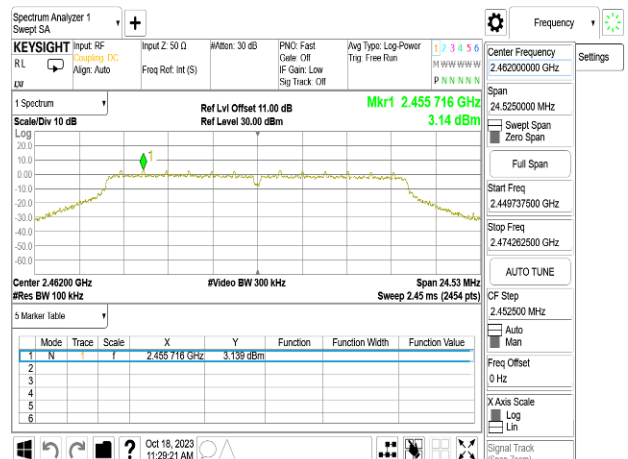 Spectrum Analyzer 1
Swept SA
Frequency
KEYSIGHT
RL
Input: RF
Coupling: DC
Align: Auto
Input Z: 50 Ω
Freq Ref: Int (S)
#Atten: 30 dB
PNO: Fast
Gate: Off
IF Gain: Low
Sig Track: Off
Avg Type: Log-Power
Trig: Free Run
1 2 3 4 5 6
M W W W W W
P N N N N N
1 Spectrum
Scale/Div 10 dB
Ref Lvl Offset 11.00 dB
Ref Level 30.00 dBm
Mkr1 2.455 716 GHz
3.14 dBm
Log
20.0
10.0
0.00
-10.0
-20.0
-30.0
-40.0
-50.0
-60.0
1
Center 2.46200 GHz
#Res BW 100 kHz
#Video BW 300 kHz
Span 24.53 MHz
Sweep 2.45 ms (2454 pts)
5 Marker Table
Mode Trace Scale X Y Function Function Width Function Value
1 N 1 f 2.455 716 GHz 3.139 dBm
2
3
4
5
6
?
Oct 18, 2023
11:29:21 AM
Center Frequency
2.462000000 GHz
Settings
Span
24.5250000 MHz
Swept Span
Zero Span
Full Span
Start Freq
2.449737500 GHz
Stop Freq
2.474262500 GHz
AUTO TUNE
CF Step
2.452500 MHz
Auto
Man
Freq Offset
0 Hz
X Axis Scale
Log
Lin
Signal Track
(Span Zoom)